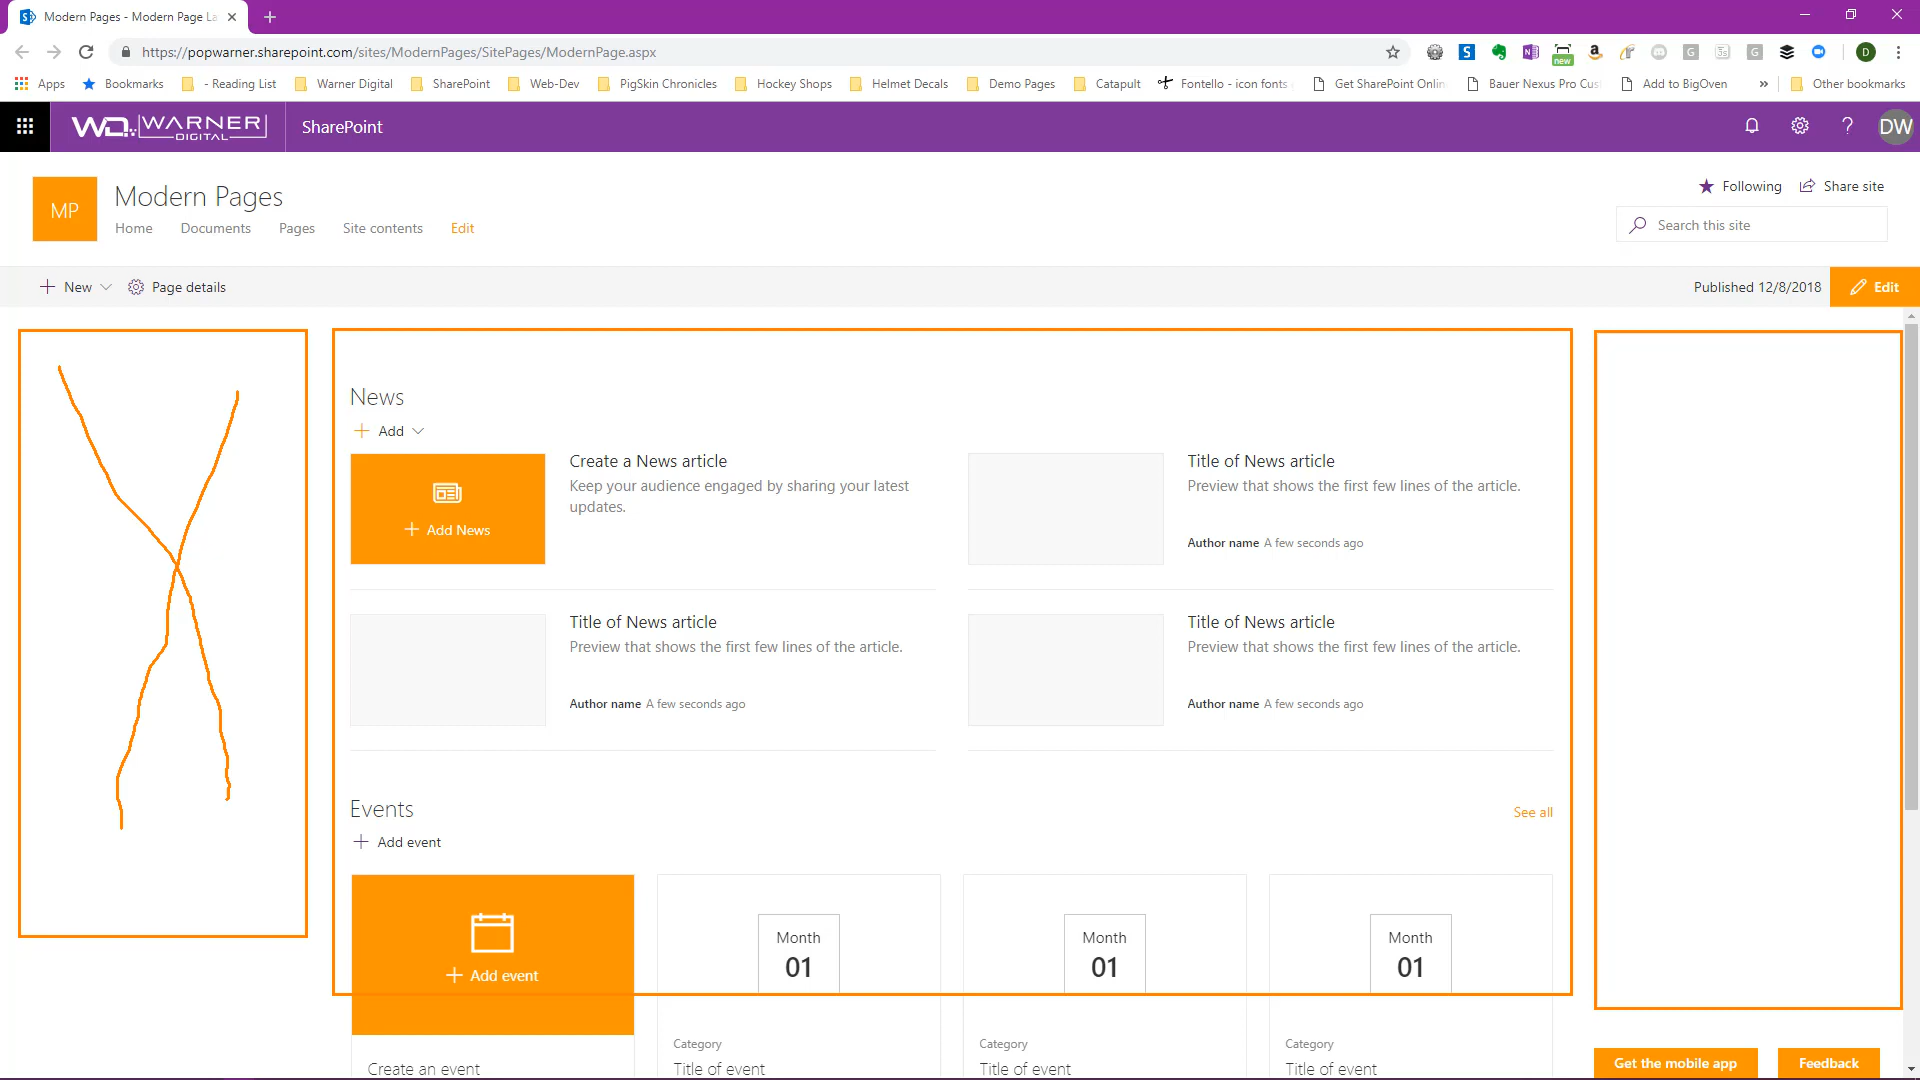 Modern Pages - Modern Page La
https://popwarner.sharepoint.com/sites/ModernPages/SitePages/ModernPage.aspx
new
D
Apps Bookmarks - Reading List Warner Digital SharePoint Web-Dev PigSkin Chronicles Hockey Shops Helmet Decals Demo Pages Catapult Fontello - icon fonts Get SharePoint Onlin Bauer Nexus Pro Cus Add to BigOven » Other bookmarks
WD WARNER DIGITAL SharePoint ? DW
MP
Modern Pages
Following Share site
Home Documents Pages Site contents Edit
Search this site
New Page details Published 12/8/2018 Edit
News
Add
Add News
Create a News article
Keep your audience engaged by sharing your latest
updates.
Title of News article
Preview that shows the first few lines of the article.
Author name A few seconds ago
Title of News article
Preview that shows the first few lines of the article.
Author name A few seconds ago
Title of News article
Preview that shows the first few lines of the article.
Author name A few seconds ago
Events
See all
Add event
Add event
Create an event
Month
01
Category
Title of event
Month
01
Category
Title of event
Month
01
Category
Title of event
Get the mobile app Feedback